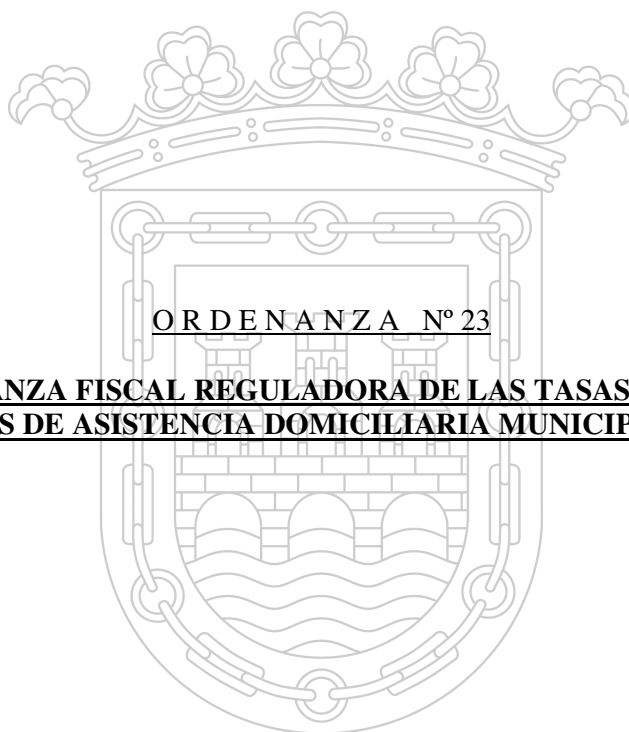 O R D E N A N Z A Nº 23
ANZA FISCAL REGULADORA DE LAS TASAS
S DE ASISTENCIA DOMICILIARIA MUNICIP